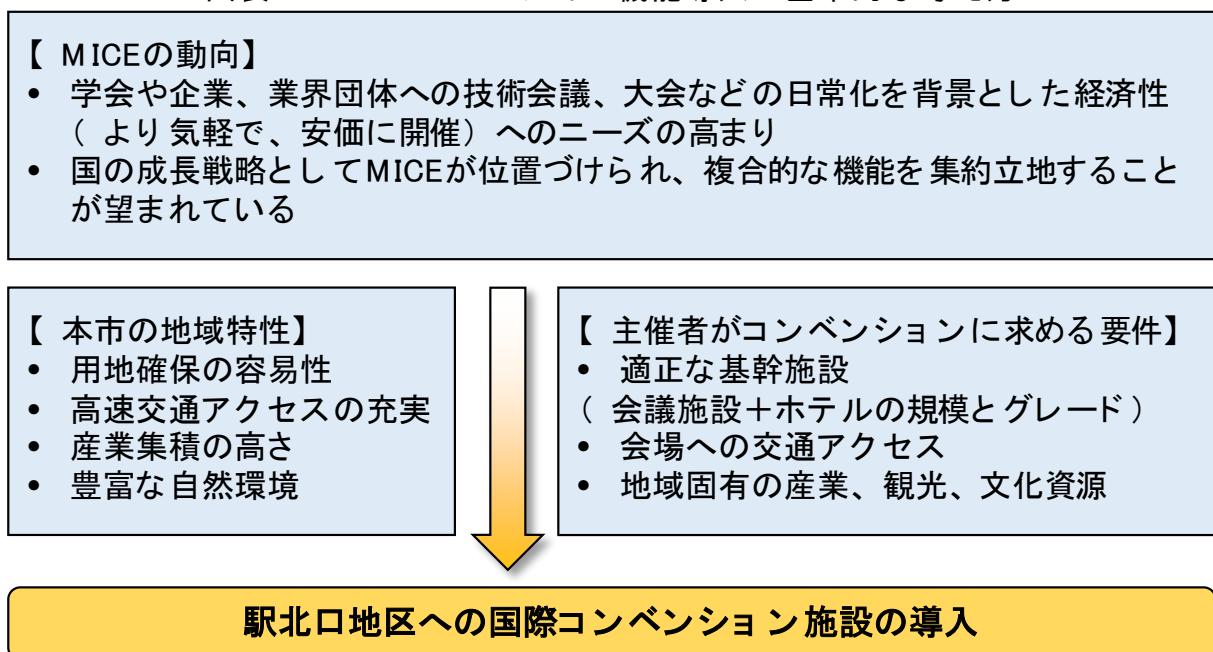 【 MICEの動向】
• 学会や企業、業界団体への技術会議、大会などの日常化を背景とした経済性
（ より気軽で、安価に開催）へのニーズの高まり
• 国の成長戦略としてMICEが位置づけられ、複合的な機能を集約立地すること
が望まれている
【 本市の地域特性】
• 用地確保の容易性
• 高速交通アクセスの充実
• 産業集積の高さ
• 豊富な自然環境
【 主催者がコンベンションに求める要件】
• 適正な基幹施設
（ 会議施設＋ホテルの規模とグレード）
• 会場への交通アクセス
• 地域固有の産業、観光、文化資源
駅北口地区への国際コンベンション施設の導入